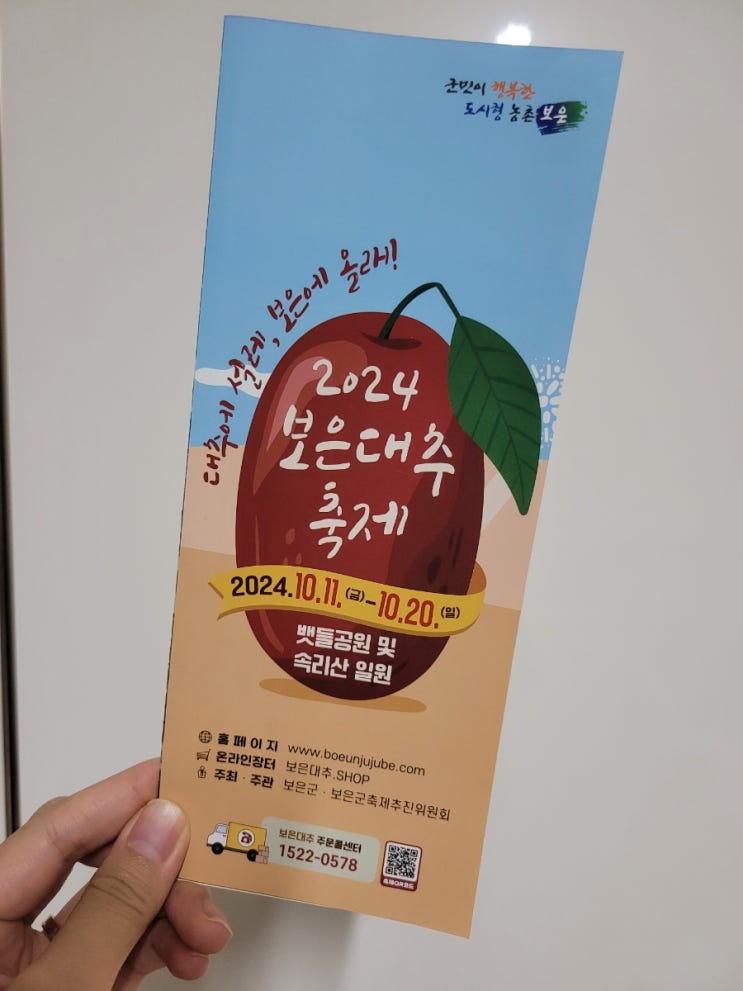 군민이 행복한
도시형 농촌 보은
대추에 설레, 보은에 올래!
2024
보은대추
축제
2024.10.11.(금)-10.20.(일)
뱃들공원 및
속리산 일원
홈페이지 www.boeunjujube.com
온라인장터 보은대추.SHOP
주최·주관 보은군·보은군축제추진위원회
보은대추 주문콜센터
1522-0578